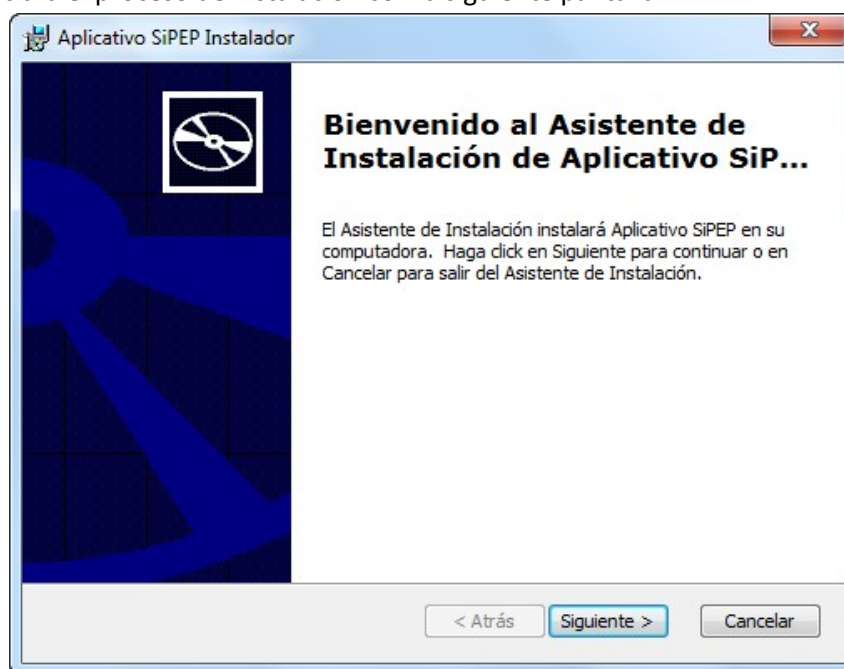 Aplicativo SiPEP Instalador
Bienvenido al Asistente de
Instalación de Aplicativo SiP...
El Asistente de Instalación instalará Aplicativo SiPEP en su
computadora. Haga click en Siguiente para continuar o en
Cancelar para salir del Asistente de Instalación.
< Atrás Siguiente > Cancelar